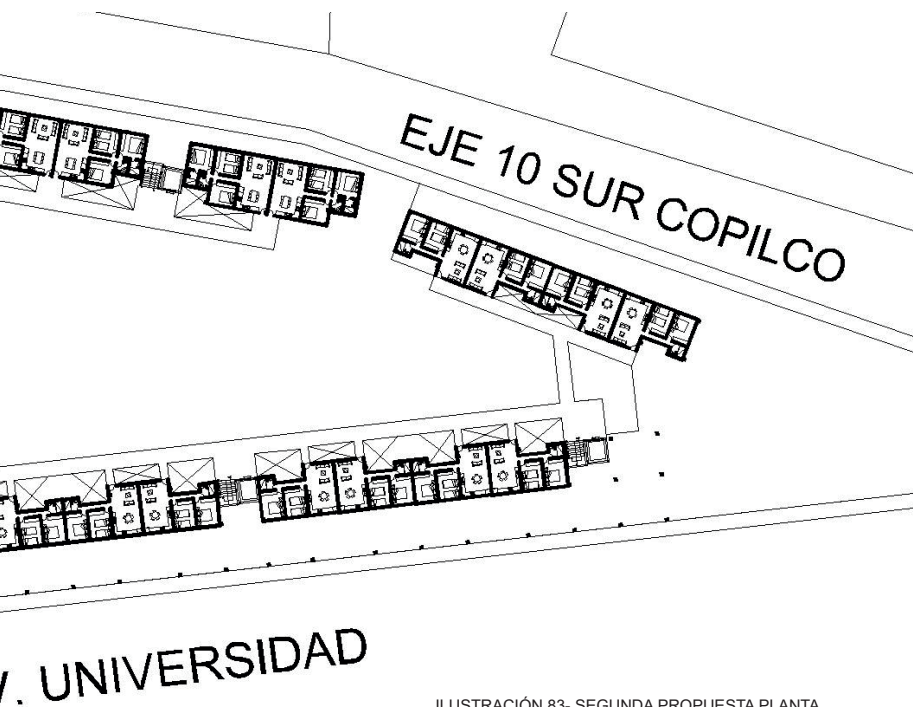 EJE 10 SUR COPILCO
V. UNIVERSIDAD
ILUSTRACIÓN 83- SEGUNDA PROPUESTA PLANTA